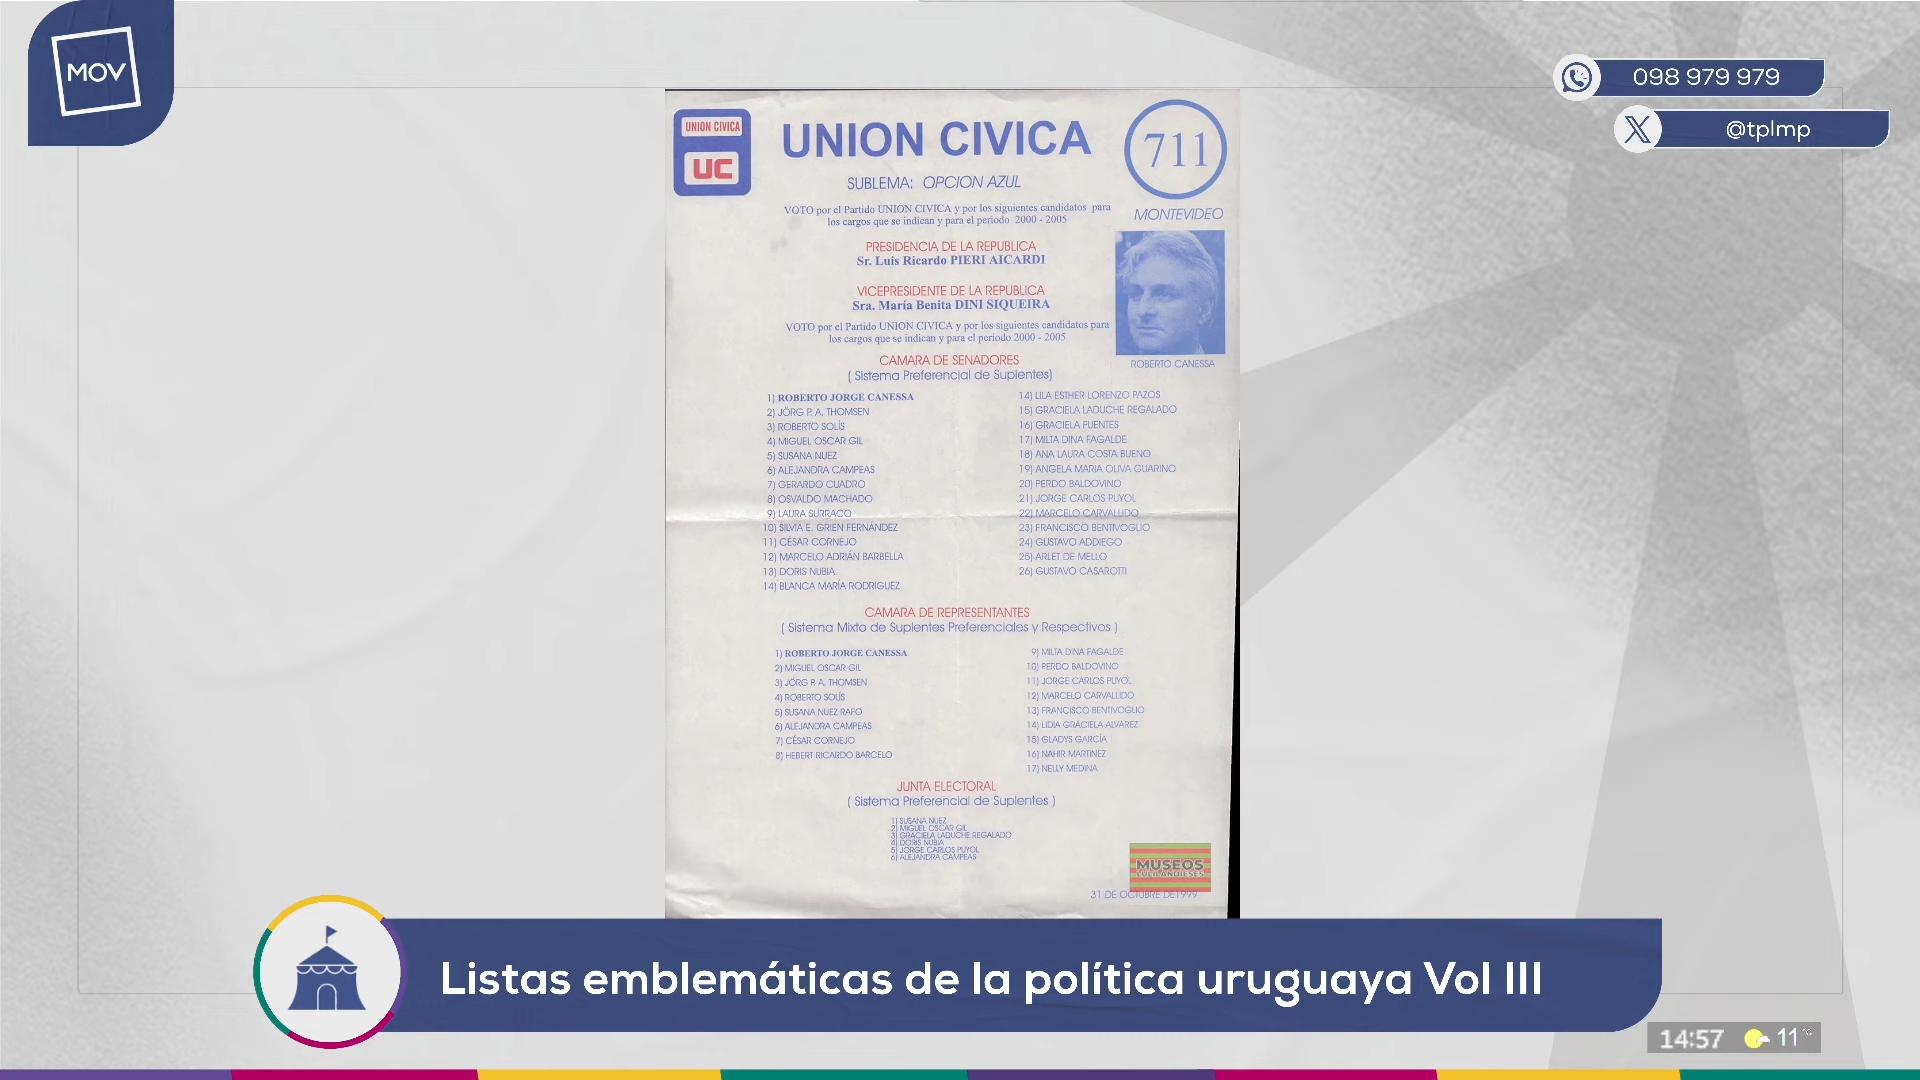 MOV
098 979 979
@tplmp
UNION CIVICA
UC
UNION CIVICA
711
SUBLEMA: OPCION AZUL
MONTEVIDEO
VOTO por el Partido UNION CIVICA y por los siguientes candidatos para
los cargos que se indican y para el periodo 2000 - 2005
PRESIDENCIA DE LA REPUBLICA
Sr. Luis Ricardo PIERI AICARDI
VICEPRESIDENTE DE LA REPUBLICA
Sra. María Benita DINI SIQUEIRA
VOTO por el Partido UNION CIVICA y por los siguientes candidatos para
los cargos que se indican y para el periodo 2000 - 2005
ROBERTO CANESSA
CAMARA DE SENADORES
( Sistema Preferencial de Suplentes)
1) ROBERTO JORGE CANESSA
2) JÖRG P. A. THOMSEN
3) ROBERTO SOLÍS
4) MIGUEL OSCAR GIL
5) SUSANA NUEZ
6) ALEJANDRA CAMPEAS
7) GERARDO CUADRO
8) OSVALDO MACHADO
9) LAURA SURRACO
10) SILVIA E. GRIEN FERNÁNDEZ
11) CÉSAR CORNEJO
12) MARCELO ADRIÁN BARBELLA
13) DORIS NUBIA
14) BLANCA MARÍA RODRIGUEZ
14) LILA ESTHER LORENZO PAZOS
15) GRACIELA LADUCHE REGALADO
16) GRACIELA FUENTES
17) MILTA DINA FAGALDE
18) ANA LAURA COSTA BUENO
19) ANGELA MARIA OLIVA GUARINO
20) PERDO BALDOVINO
21) JORGE CARLOS PUYOL
22) MARCELO CARVALLIDO
23) FRANCISCO BENTIVOGLIO
24) GUSTAVO ADDIEGO
25) ARLET DE MELLO
26) GUSTAVO CASAROTTI
CAMARA DE REPRESENTANTES
( Sistema Mixto de Suplentes Preferenciales y Respectivos )
1) ROBERTO JORGE CANESSA
2) MIGUEL OSCAR GIL
3) JÖRG P. A. THOMSEN
4) ROBERTO SOLÍS
5) SUSANA NUEZ RAFO
6) ALEJANDRA CAMPEAS
7) CÉSAR CORNEJO
8) HEBERT RICARDO BARCELO
9) MILTA DINA FAGALDE
10) PERDO BALDOVINO
11) JORGE CARLOS PUYOL
12) MARCELO CARVALLIDO
13) FRANCISCO BENTIVOGLIO
14) LIDIA GRACIELA ALVAREZ
15) GLADYS GARCÍA
16) NAHIR MARTINEZ
17) NELLY MEDINA
JUNTA ELECTORAL
( Sistema Preferencial de Suplentes )
1) SUSANA NUEZ
2) MIGUEL OSCAR GIL
3) GRACIELA LADUCHE REGALADO
4) DORIS NUBIA
5) JORGE CARLOS PUYOL
6) ALEJANDRA CAMPEAS
MUSEOS
LUCILANDIESES
31 DE OCTUBRE DE1999
Listas emblemáticas de la política uruguaya Vol III
14:57 11 °C